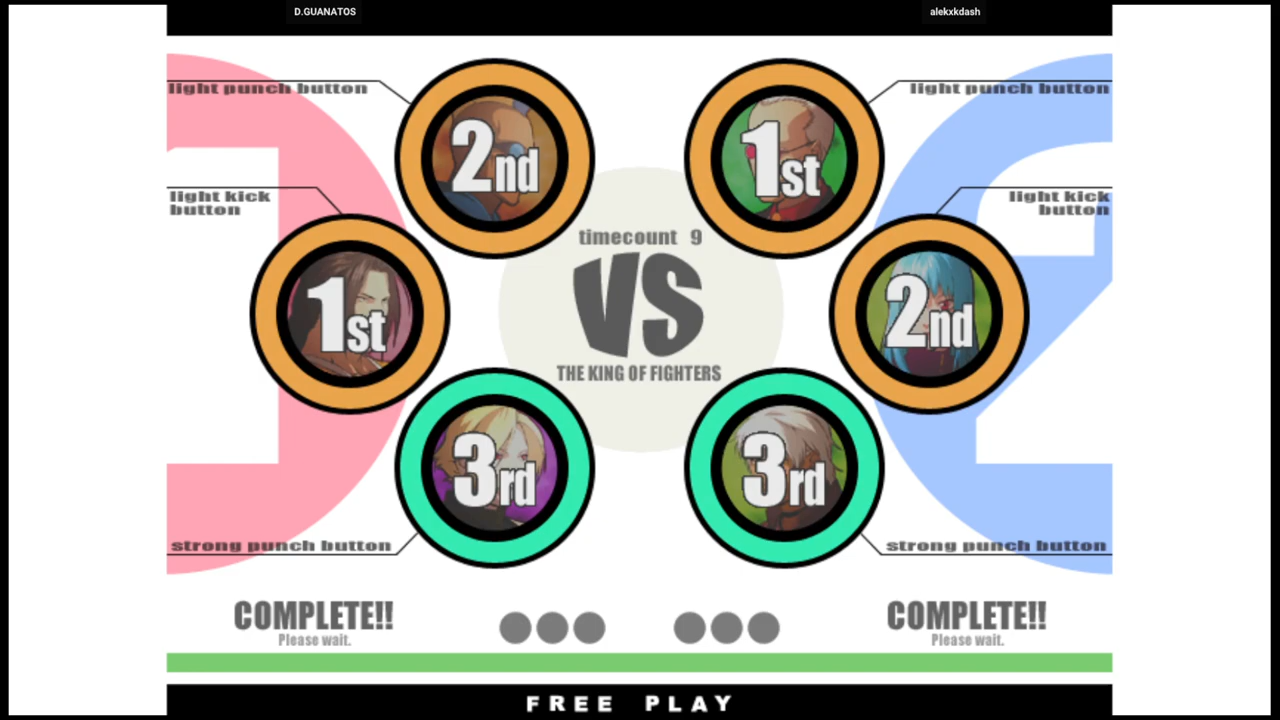 D.GUANATOS
alekxkdash
light punch button
light punch button
2nd
1st
light kick
button
light kick
button
timecount 9
VS
THE KING OF FIGHTERS
1st
2nd
3rd
3rd
strong punch button
strong punch button
COMPLETE!!
Please wait.
COMPLETE!!
Please wait.
FREE PLAY
1
2